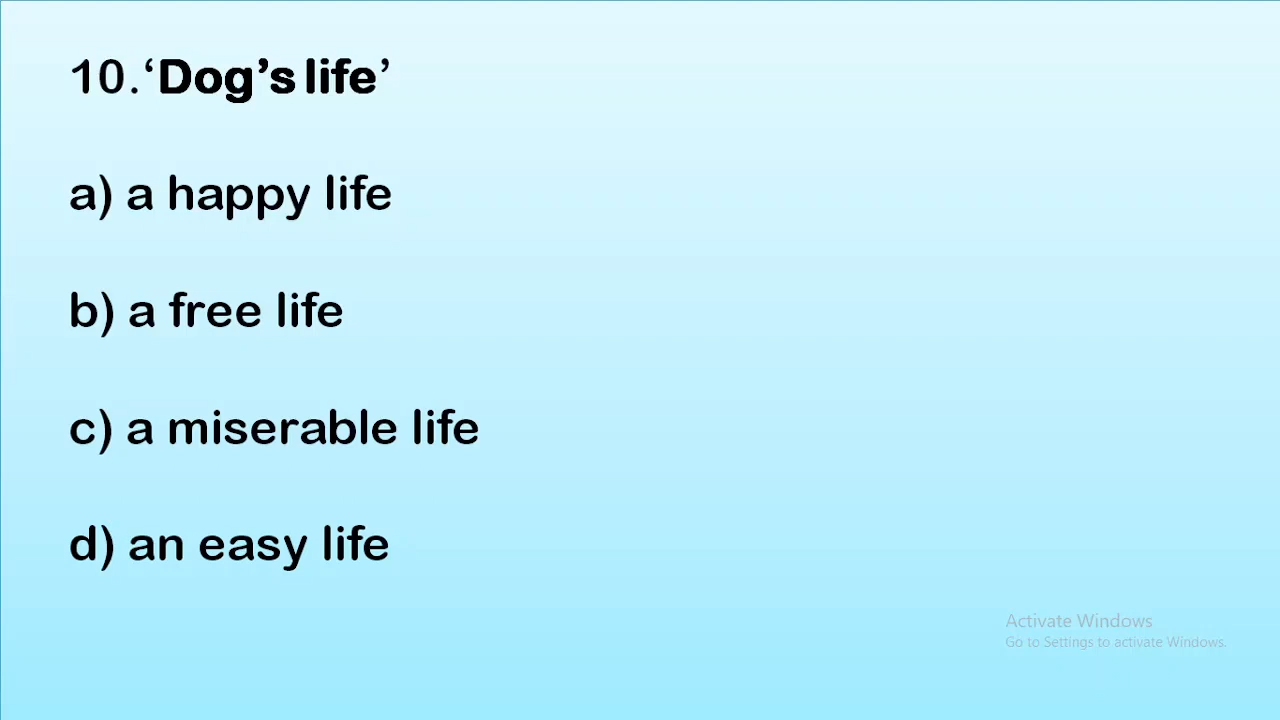 10.‘Dog’s life’
a) a happy life
b) a free life
c) a miserable life
d) an easy life
Activate Windows
Go to Settings to activate Windows.